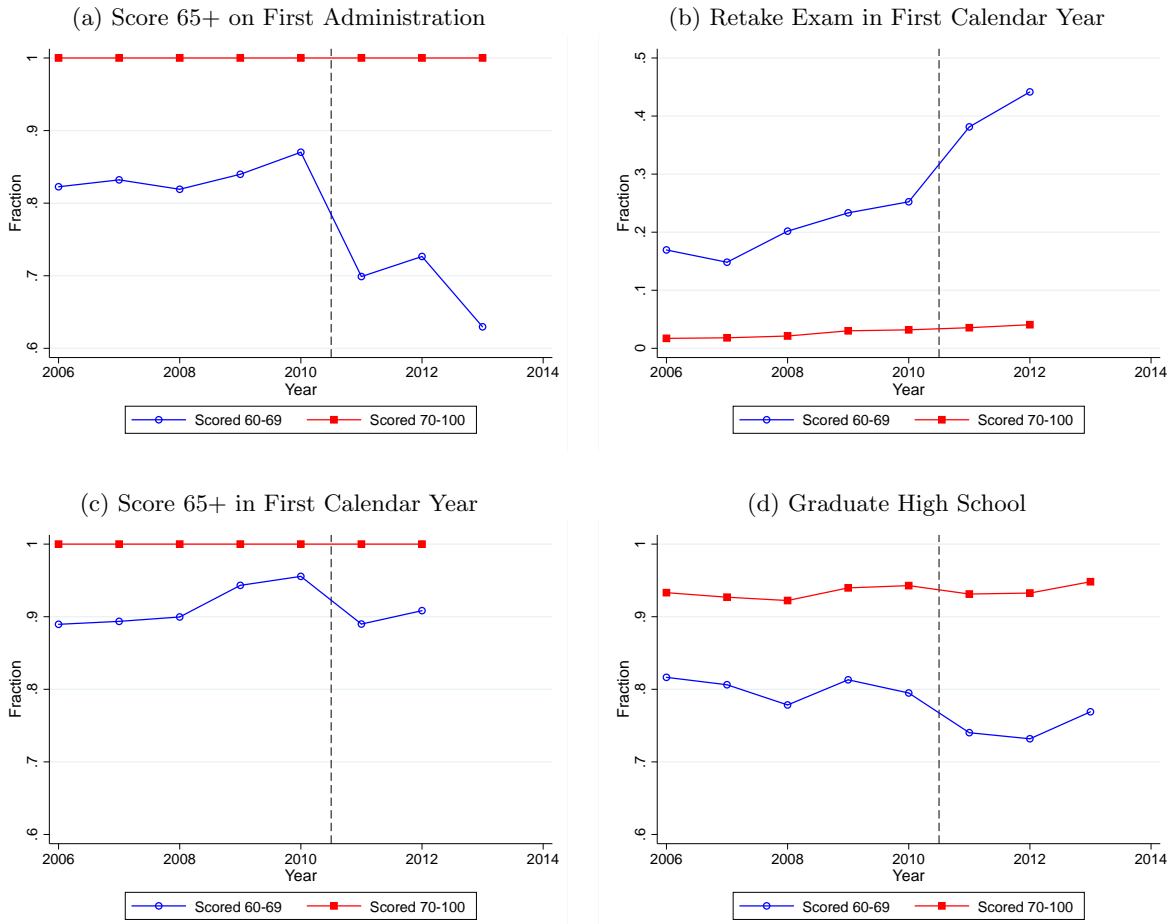 (a) Score 65+ on First Administration
Fraction
1
.9
.8
.7
.6
2006 2008 2010 2012 2014
Year
Scored 60-69 Scored 70-100
(b) Retake Exam in First Calendar Year
Fraction
.5
.4
.3
.2
.1
0
2006 2008 2010 2012 2014
Year
Scored 60-69 Scored 70-100
(c) Score 65+ in First Calendar Year
Fraction
1
.9
.8
.7
.6
2006 2008 2010 2012 2014
Year
Scored 60-69 Scored 70-100
(d) Graduate High School
Fraction
1
.9
.8
.7
.6
2006 2008 2010 2012 2014
Year
Scored 60-69 Scored 70-100